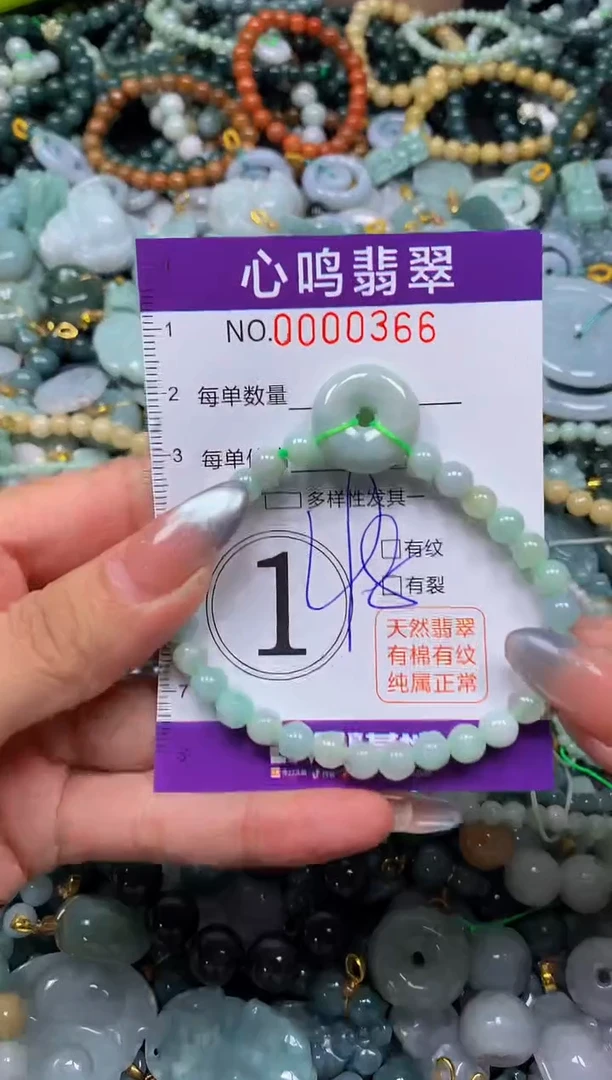 心鸣翡翠
NO.0000366
每单数量
每单
多样性发其一
有纹
有裂
1
48
天然翡翠
有棉有纹
纯属正常
1
2
3
7